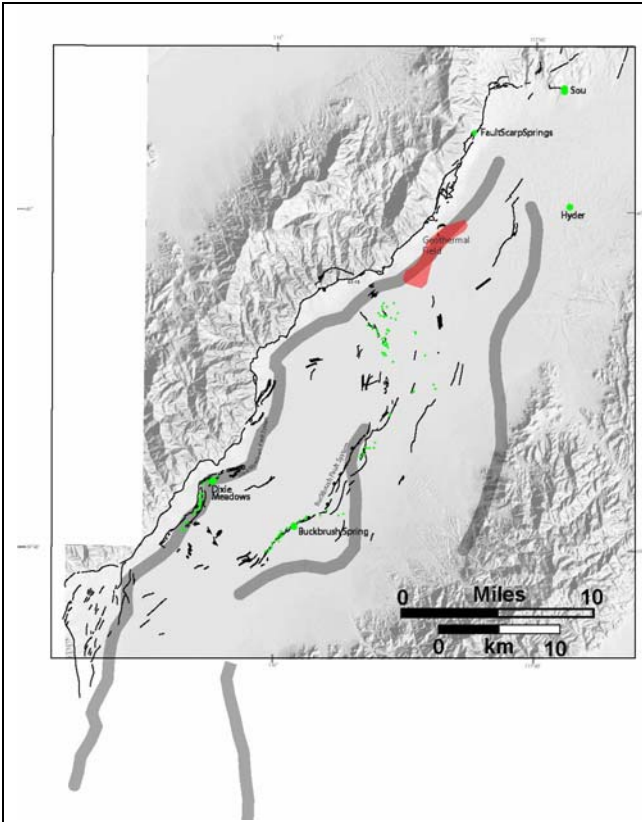 Sou
FaultScarpSprings
Hyder
Geothermal
Field
Dixie
Meadows
BuckbrushSpring
Miles
0
10
0
10
km